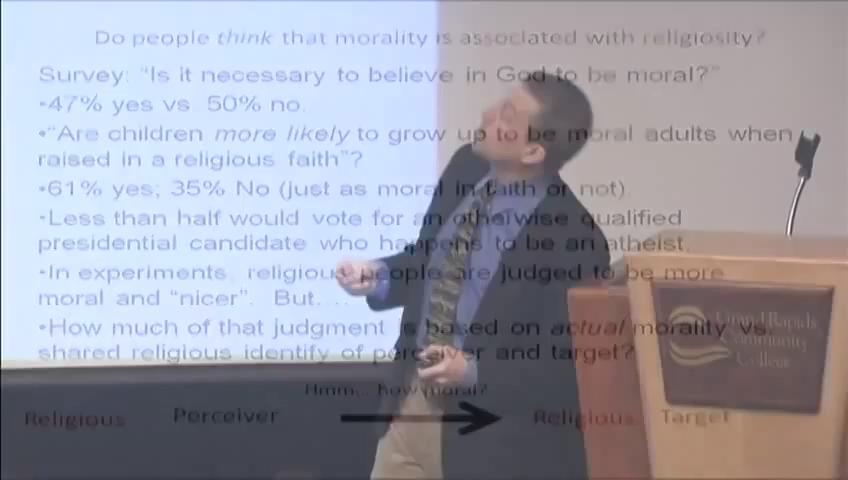 Do people think that morality is associated with religiosity?
Survey: “Is it necessary to believe in God to be moral?”
•47% yes vs. 50% no.
•“Are children more likely to grow up to be moral adults when
raised in a religious faith”?
•61% yes; 35% No (just as moral in faith or not).
•Less than half would vote for an otherwise qualified
presidential candidate who happens to be an atheist.
•In experiments, religious people are judged to be more
moral and “nicer”. But....
•How much of that judgment is based on actual morality vs.
shared religious identify of perceiver and target?
Hmm... how moral?
Religious Perceiver Religious Target
Grand Rapids
Community
College